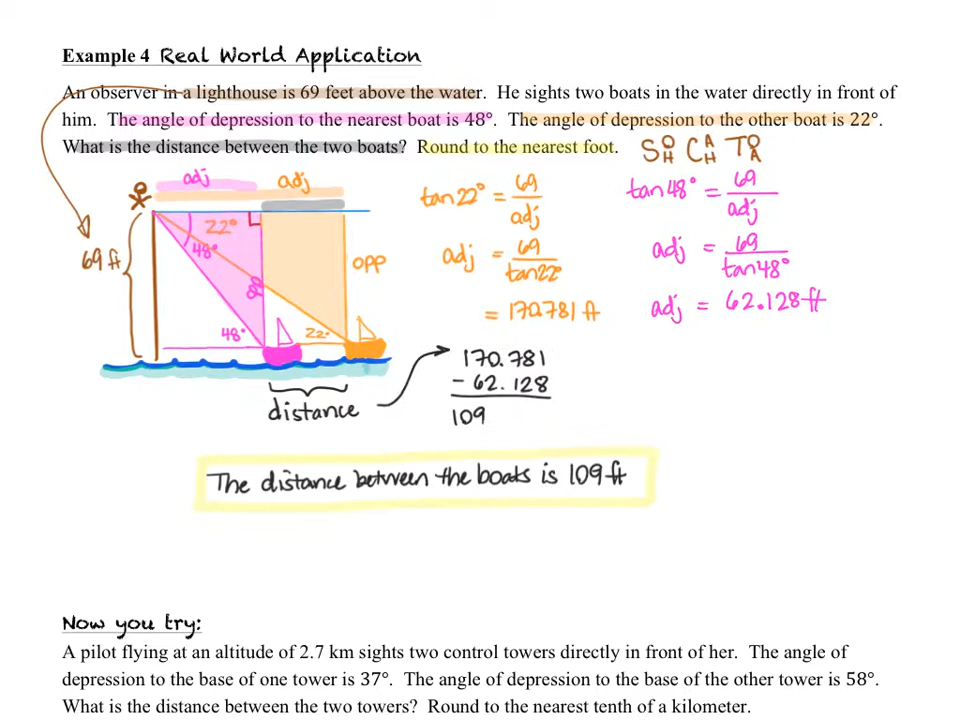 Example 4 Real World Application
An observer in a lighthouse is 69 feet above the water. He sights two boats in the water directly in front of
him. The angle of depression to the nearest boat is 48°. The angle of depression to the other boat is 22°.
What is the distance between the two boats? Round to the nearest foot.
SOH CAH TOA
adj
adj
22°
48°
69 ft
opp
48°
22°
distance
tan22° = 69/adj
adj = 69/tan22°
= 170.781 ft
tan48° = 69/adj
adj = 69/tan48°
adj = 62.128 ft
170.781
- 62.128
109
The distance between the boats is 109 ft
Now you try:
A pilot flying at an altitude of 2.7 km sights two control towers directly in front of her. The angle of
depression to the base of one tower is 37°. The angle of depression to the base of the other tower is 58°.
What is the distance between the two towers? Round to the nearest tenth of a kilometer.